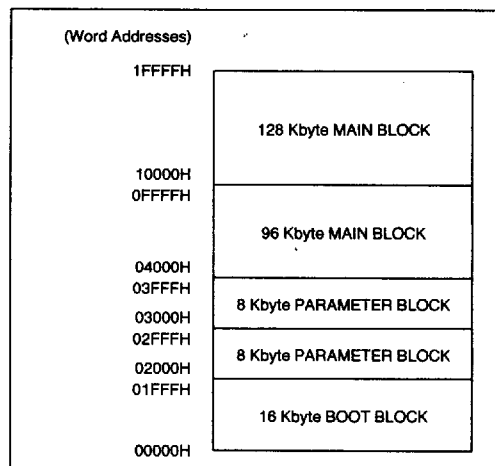 (Word Addresses)
1FFFFH
128 Kbyte MAIN BLOCK
10000H
0FFFFH
96 Kbyte MAIN BLOCK
04000H
03FFFH
8 Kbyte PARAMETER BLOCK
03000H
02FFFH
8 Kbyte PARAMETER BLOCK
02000H
01FFFH
16 Kbyte BOOT BLOCK
00000H